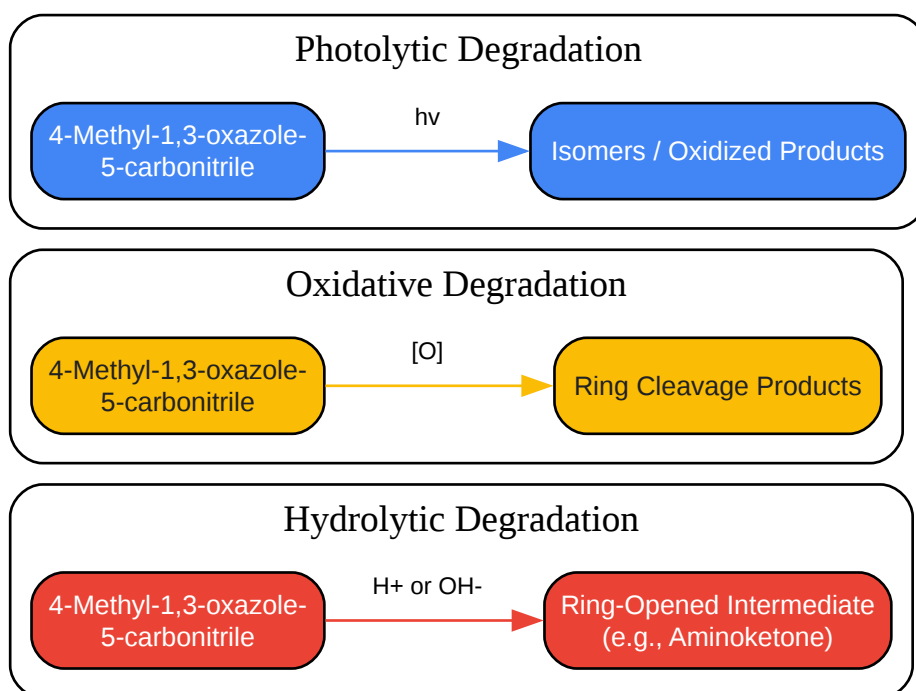 Photolytic Degradation
4-Methyl-1,3-oxazole-
5-carbonitrile
hv
Isomers / Oxidized Products
Oxidative Degradation
4-Methyl-1,3-oxazole-
5-carbonitrile
[O]
Ring Cleavage Products
Hydrolytic Degradation
4-Methyl-1,3-oxazole-
5-carbonitrile
H+ or OH-
Ring-Opened Intermediate
(e.g., Aminoketone)